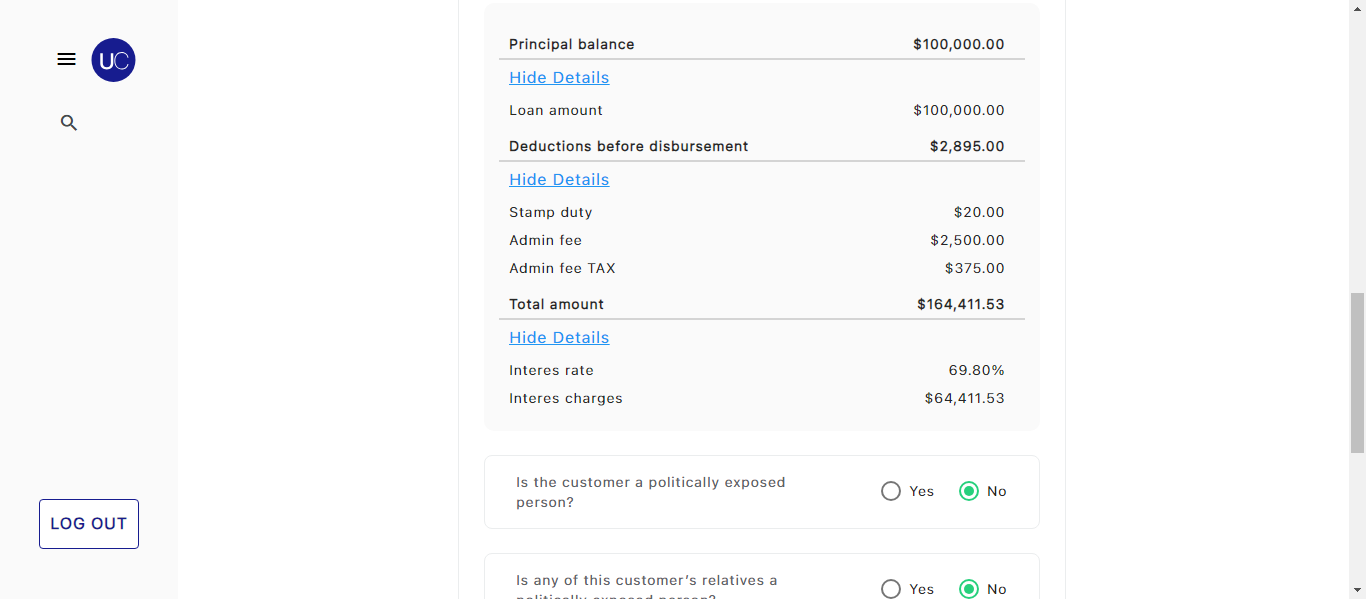 UC
Principal balance $100,000.00
Hide Details
Loan amount $100,000.00
Deductions before disbursement $2,895.00
Hide Details
Stamp duty $20.00
Admin fee $2,500.00
Admin fee TAX $375.00
Total amount $164,411.53
Hide Details
Interes rate 69.80%
Interes charges $64,411.53
Is the customer a politically exposed
person?
Yes No
Is any of this customer's relatives a
politically exposed person?
Yes No
LOG OUT